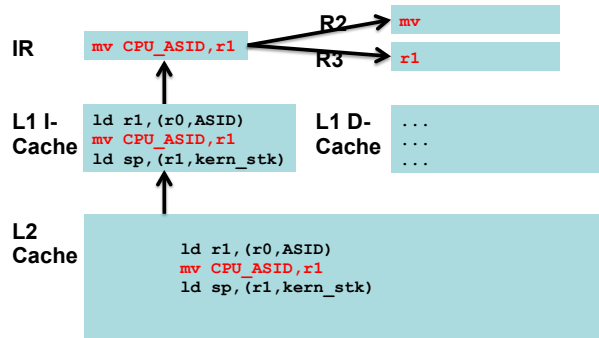 R2
mv
IR
mv CPU_ASID,r1
R3
r1
L1 I-
Cache
ld r1,(r0,ASID)
mv CPU_ASID,r1
ld sp,(r1,kern_stk)
L1 D-
Cache
...
...
...
L2
Cache
ld r1,(r0,ASID)
mv CPU_ASID,r1
ld sp,(r1,kern_stk)